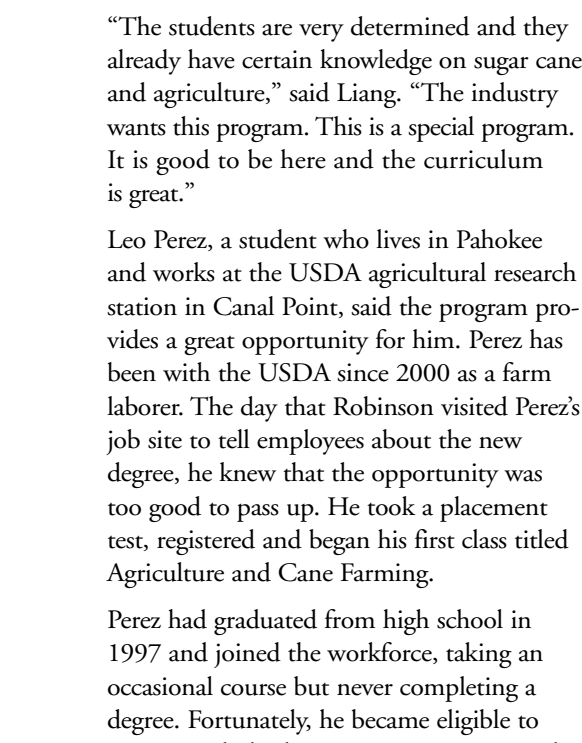 “The students are very determined and they
already have certain knowledge on sugar cane
and agriculture,” said Liang. “The industry
wants this program. This is a special program.
It is good to be here and the curriculum
is great.”
Leo Perez, a student who lives in Pahokee
and works at the USDA agricultural research
station in Canal Point, said the program pro-
vides a great opportunity for him. Perez has
been with the USDA since 2000 as a farm
laborer. The day that Robinson visited Perez’s
job site to tell employees about the new
degree, he knew that the opportunity was
too good to pass up. He took a placement
test, registered and began his first class titled
Agriculture and Cane Farming.
Perez had graduated from high school in
1997 and joined the workforce, taking an
occasional course but never completing a
degree. Fortunately, he became eligible to